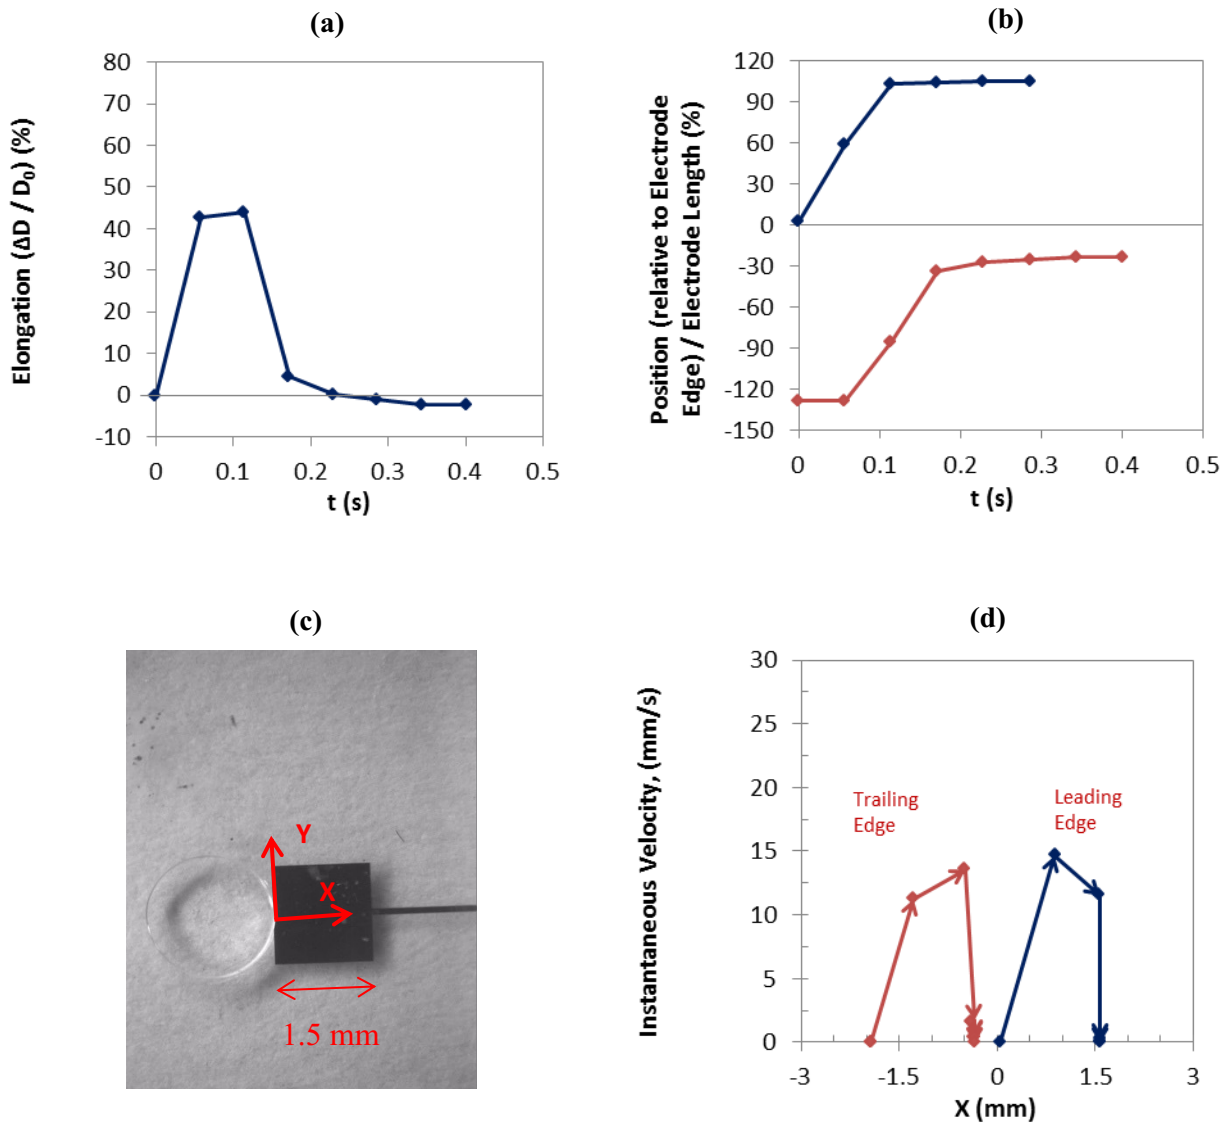 (a)
Elongation (ΔD / D₀) (%)
80
70
60
50
40
30
20
10
0
-10
0 0.1 0.2 0.3 0.4 0.5
t (s)
(b)
Position (relative to Electrode
Edge) / Electrode Length (%)
120
90
60
30
0
-30
-60
-90
-120
-150
0 0.1 0.2 0.3 0.4 0.5
t (s)
(c)
Y
X
1.5 mm
(d)
Instantaneous Velocity, (mm/s)
30
25
20
15
10
5
0
Trailing
Edge
Leading
Edge
-3 -1.5 0 1.5 3
X (mm)